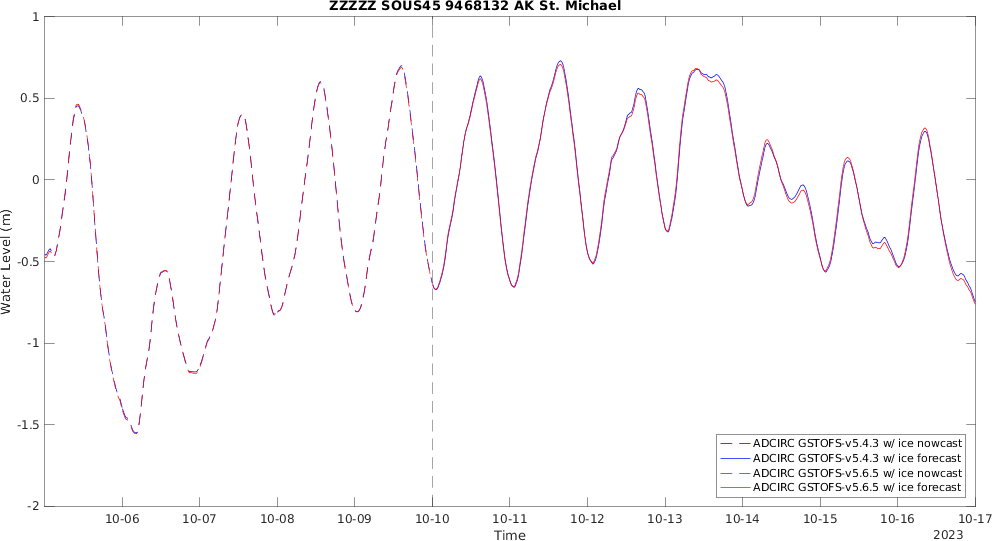 ZZZZZ SOUS45 9468132 AK St. Michael
1
0.5
0
-0.5
-1
-1.5
-2
Water Level (m)
ADCIRC GSTOFS-v5.4.3 w/ ice nowcast
ADCIRC GSTOFS-v5.4.3 w/ ice forecast
ADCIRC GSTOFS-v5.6.5 w/ ice nowcast
ADCIRC GSTOFS-v5.6.5 w/ ice forecast
10-06 10-07 10-08 10-09 10-10 10-11 10-12 10-13 10-14 10-15 10-16 10-17
Time
2023